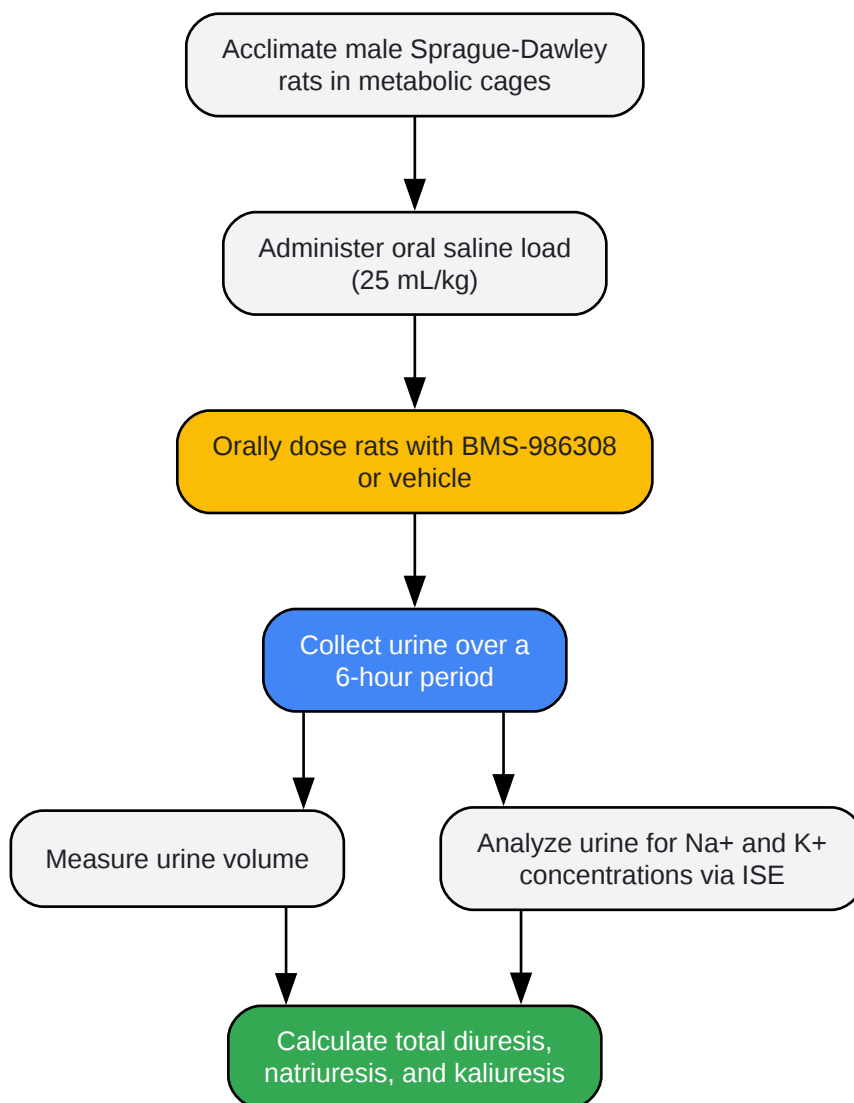 Acclimate male Sprague-Dawley
rats in metabolic cages
Administer oral saline load
(25 mL/kg)
Orally dose rats with BMS-986308
or vehicle
Collect urine over a
6-hour period
Measure urine volume
Analyze urine for Na+ and K+
concentrations via ISE
Calculate total diuresis,
natriuresis, and kaliuresis